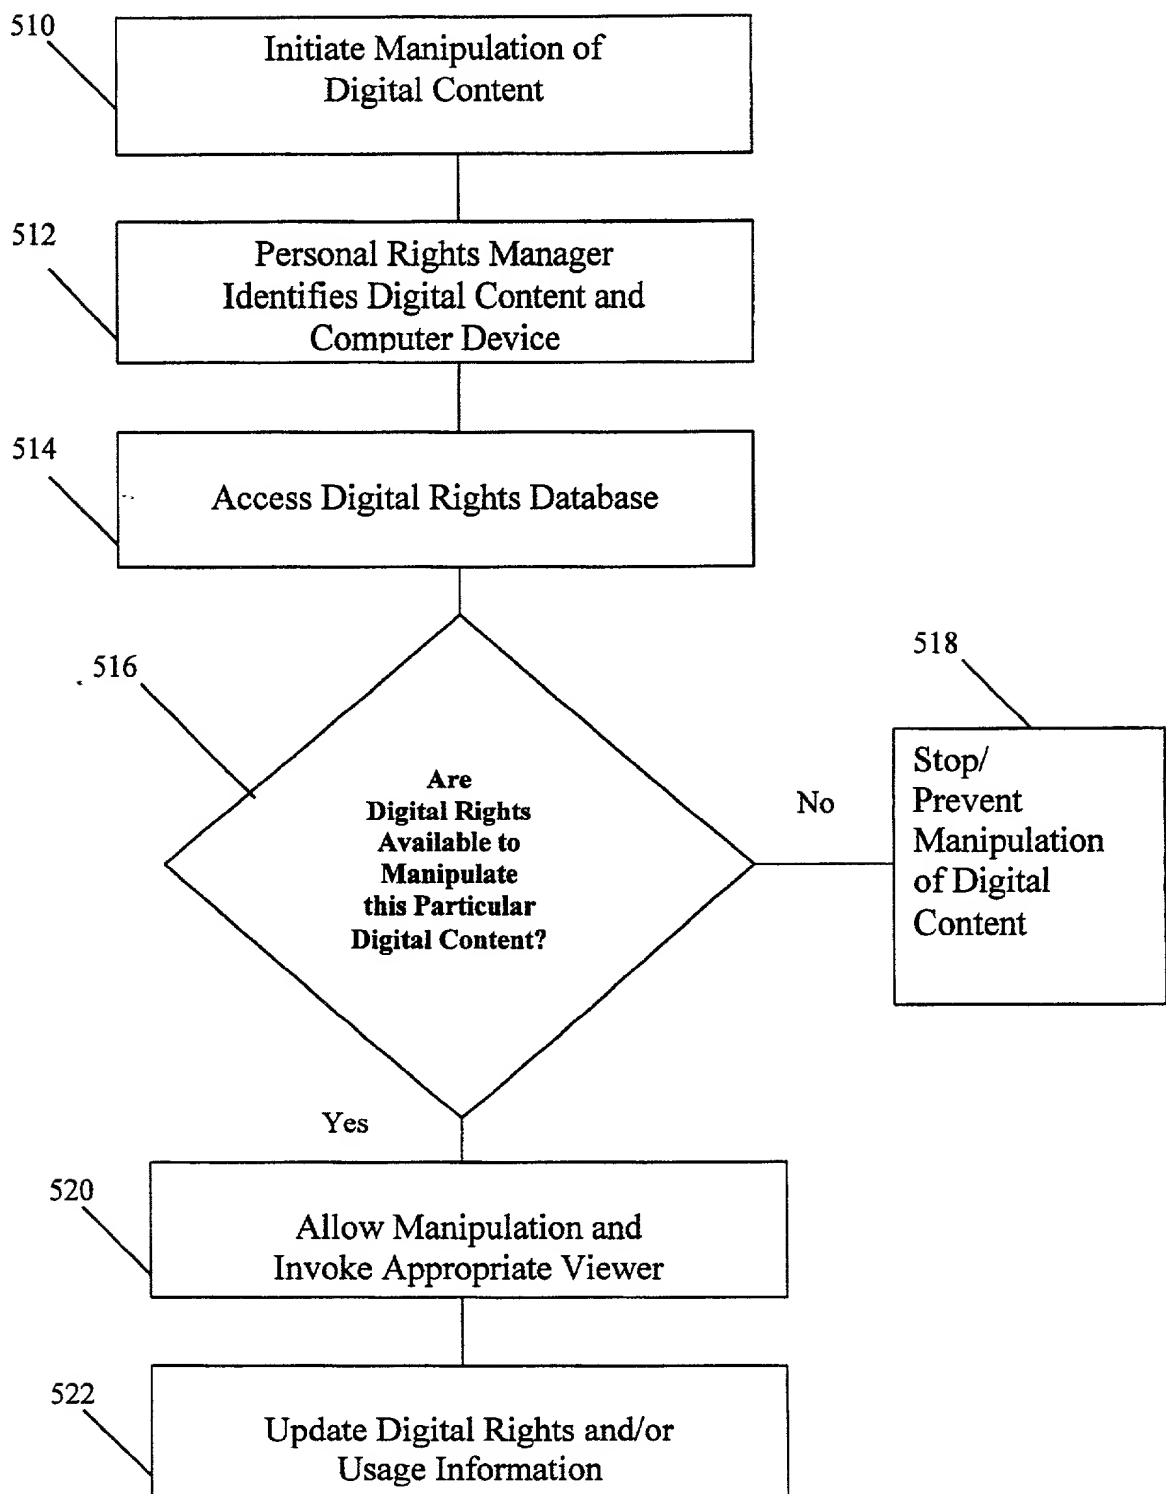 510
Initiate Manipulation of
Digital Content
512
Personal Rights Manager
Identifies Digital Content and
Computer Device
514
Access Digital Rights Database
516
Are
Digital Rights
Available to
Manipulate
this Particular
Digital Content?
No
518
Stop/
Prevent
Manipulation
of Digital
Content
Yes
520
Allow Manipulation and
Invoke Appropriate Viewer
522
Update Digital Rights and/or
Usage Information